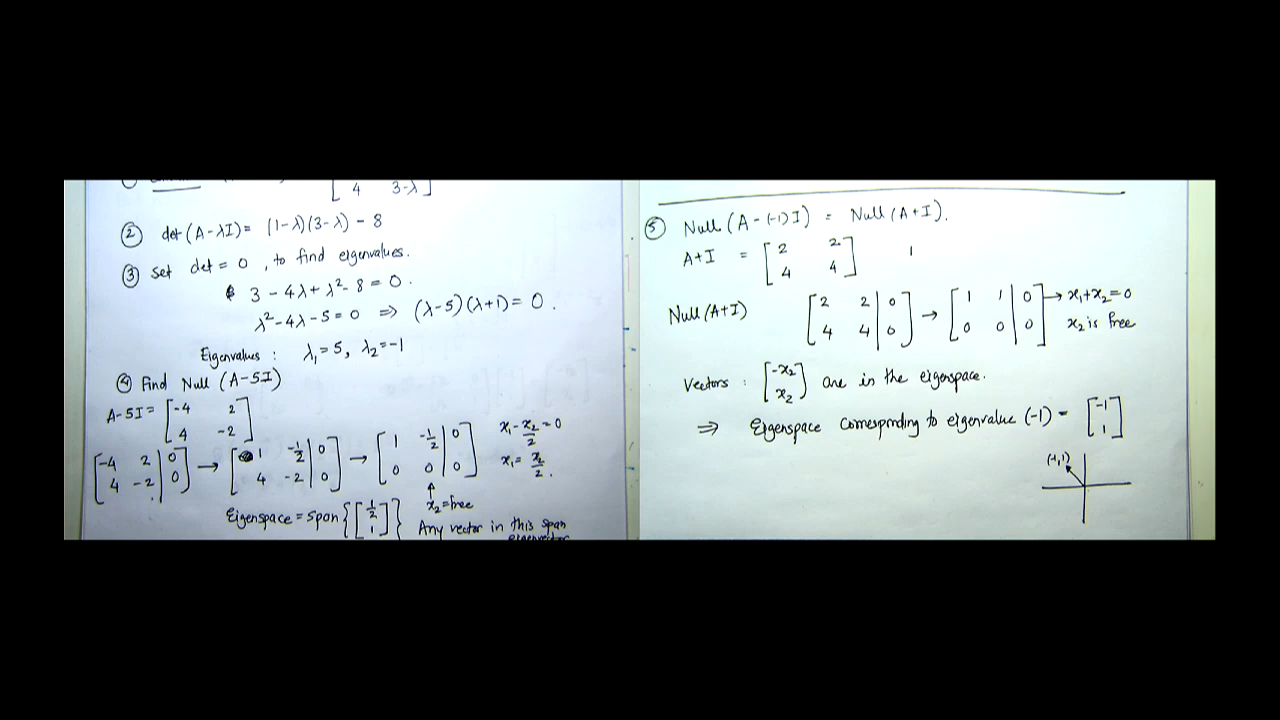 [4 3-λ]
② det(A-λI) = (1-λ)(3-λ) - 8
③ set det = 0, to find eigenvalues.
3 - 4λ + λ² - 8 = 0.
λ² - 4λ - 5 = 0 ⇒ (λ-5)(λ+1) = 0.
Eigenvalues: λ₁ = 5, λ₂ = -1
④ Find Null (A-5I)
A-5I = [-4 2
4 -2]
[-4 2 | 0 → [1 -1/2 | 0 → [1 -1/2 | 0 x₁ - x₂/2 = 0
4 -2 | 0] 4 -2 | 0] 0 0 | 0] x₁ = x₂/2.
↑
x₂ = free
Eigenspace = span {[1/2
1]}
Any vector in this span
eigenvector
⑤ Null (A - (-1)I) = Null (A+I).
A+I = [2 2
4 4]
1
Null (A+I) [2 2 | 0 → [1 1 | 0 → x₁+x₂=0
4 4 | 0] 0 0 | 0] x₂ is free
Vectors: [-x₂
x₂] are in the eigenspace.
⇒ Eigenspace corresponding to eigenvalue (-1) = [-1
1]
(-1,1)